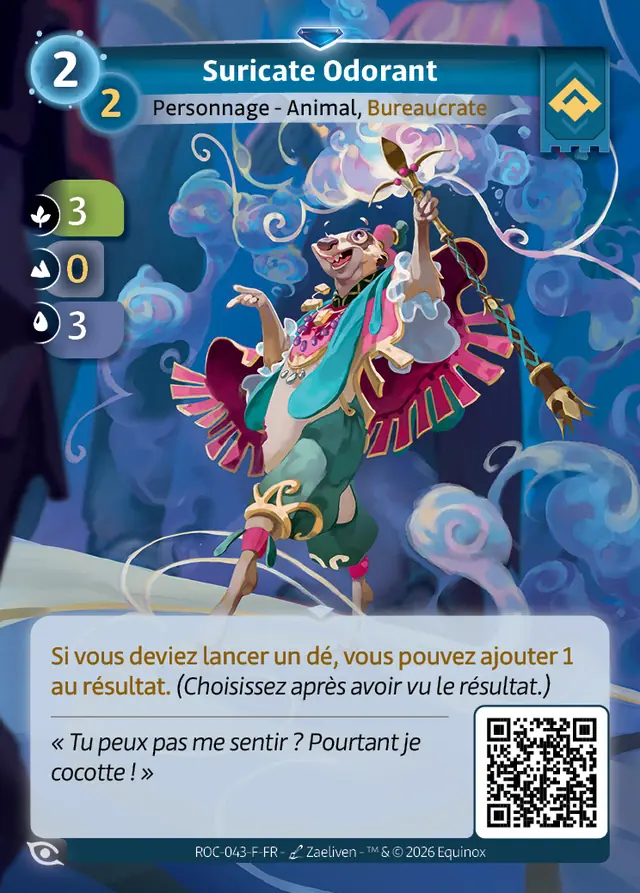 2
Suricate Odorant
2
Personnage - Animal, Bureaucrate
3
0
3
Si vous deviez lancer un dé, vous pouvez ajouter 1
au résultat. (Choisissez après avoir vu le résultat.)
« Tu peux pas me sentir ? Pourtant je
cocotte ! »
ROC-043-F-FR - Zaeliven - ™ & © 2026 Equinox